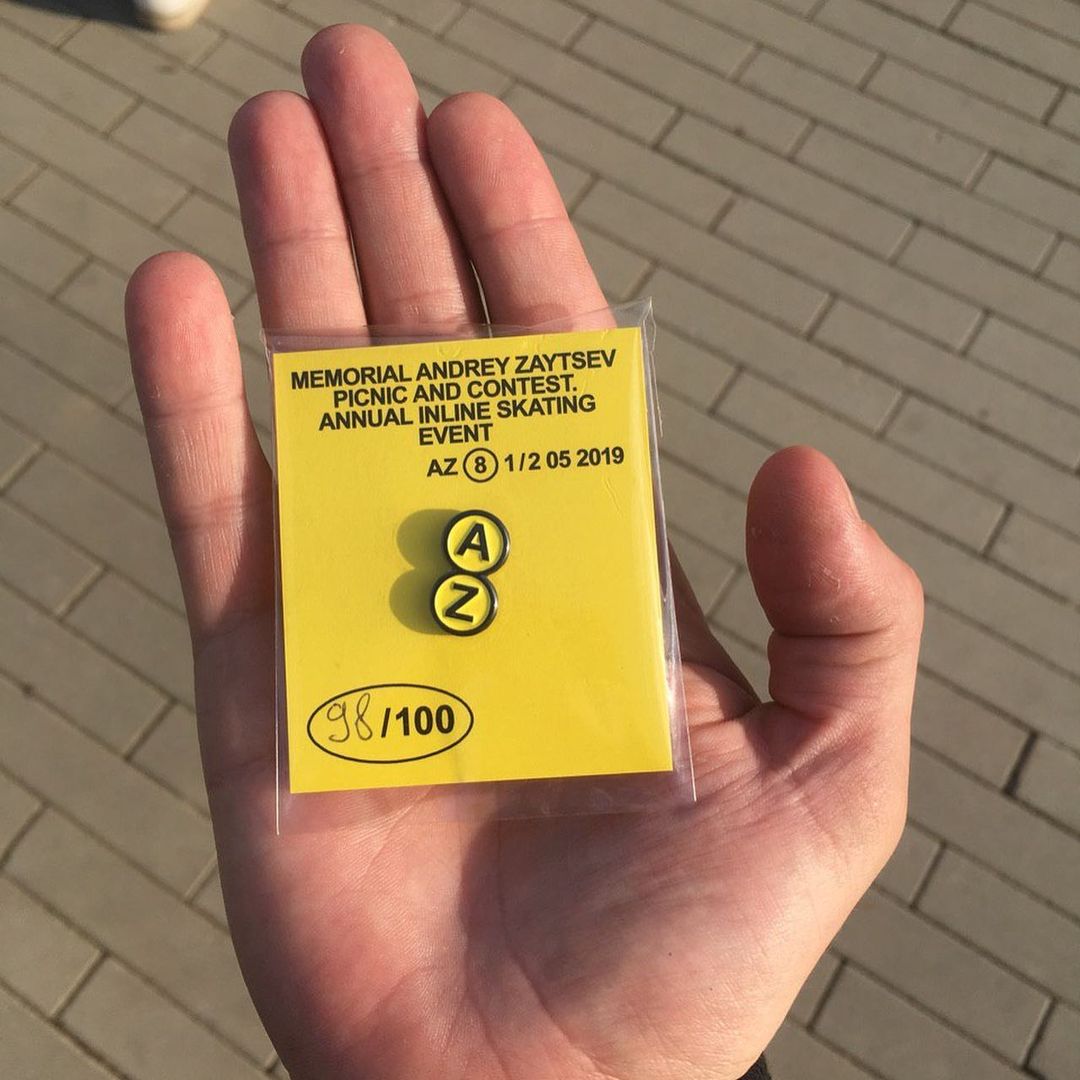 MEMORIAL ANDREY ZAYTSEV
PICNIC AND CONTEST.
ANNUAL INLINE SKATING
EVENT
AZ 8 1/2 05 2019
A
Z
98/100